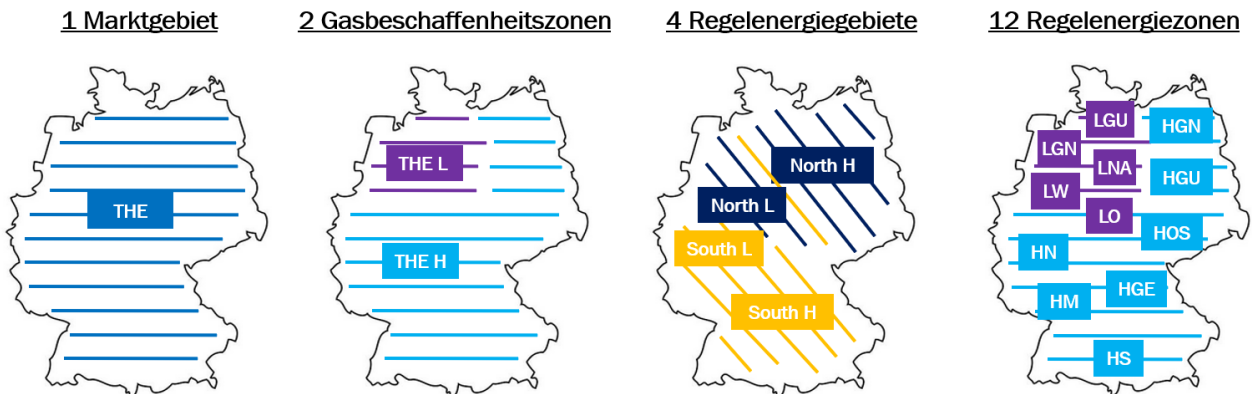 1 Marktgebiet
2 Gasbeschaffenheitszonen
4 Regelenergiegebiete
12 Regelenergiezonen
THE
THE L
THE H
North H
North L
South L
South H
LGU
HGN
LGN
LNA
HGU
LW
LO
HOS
HN
HGE
HM
HS